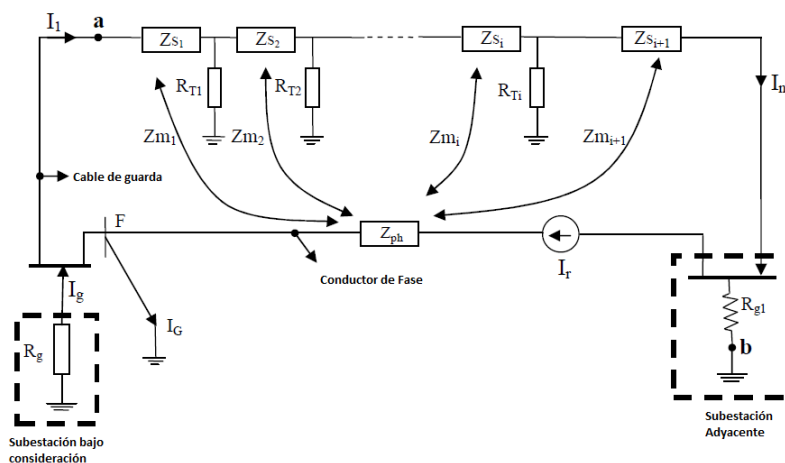 I1 a ZS1 ZS2 ZSi ZSi+1
RT1 RT2 RTi In
Zm1 Zm2 Zmi Zmi+1
Cable de guarda
F Zph
Conductor de Fase Ir
Ig IG Rg1
Rg b
Subestación bajo
consideración
Subestación
Adyacente